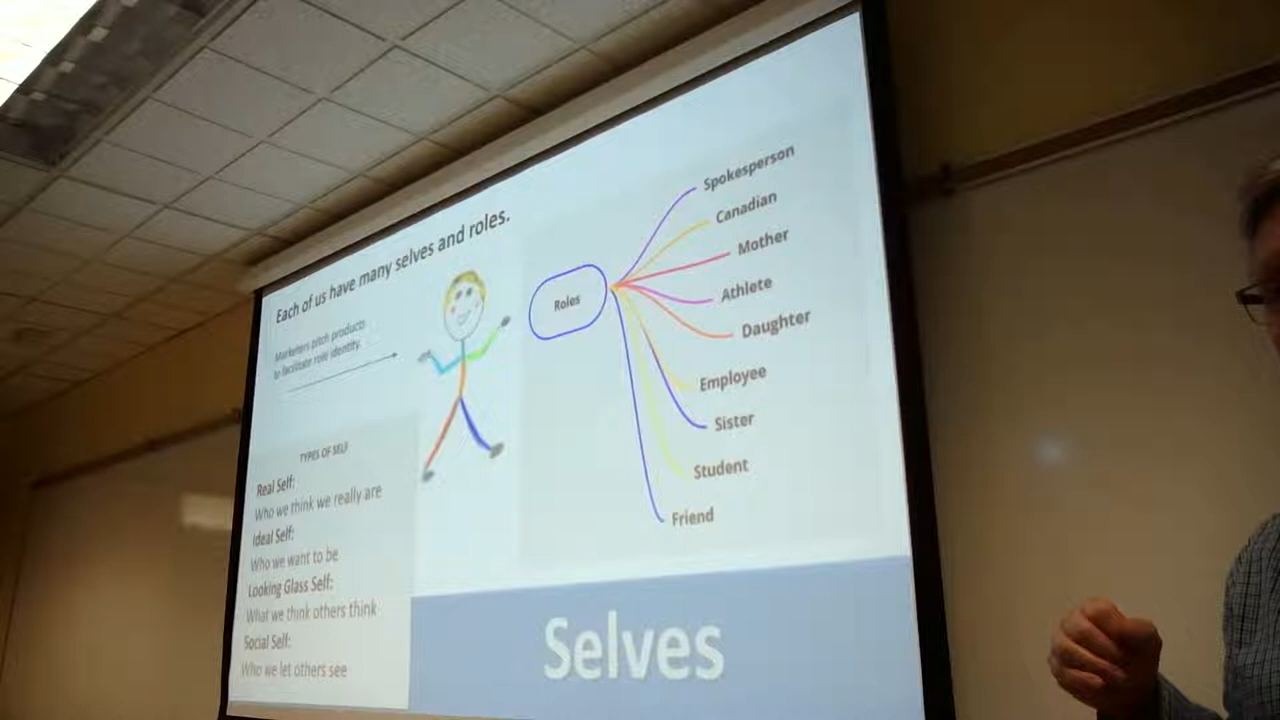 Each of us have many selves and roles.
Marketers pitch products
to facilitate role identity.
Roles
Spokesperson
Canadian
Mother
Athlete
Daughter
Employee
Sister
Student
Friend
TYPES OF SELF
Real Self:
Who we think we really are
Ideal Self:
Who we want to be
Looking Glass Self:
What we think others think
Social Self:
Who we let others see
Selves